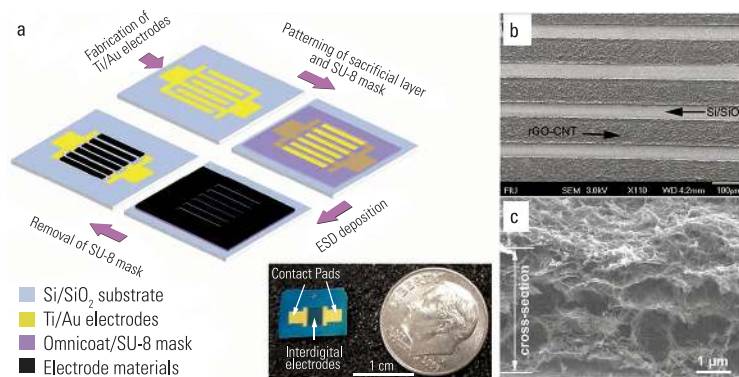 a
Fabrication of
Ti/Au electrodes
Patterning of sacrificial layer
and SU-8 mask
Removal of SU-8 mask
ESD deposition
Si/SiO₂ substrate
Ti/Au electrodes
Omnicoat/SU-8 mask
Electrode materials
Contact Pads
Interdigital
electrodes
1 cm
b
Si/SiO
rGO-CNT
FIU SEM 3.0kV X110 WD 4.2mm 100µm
c
cross-section
1 µm